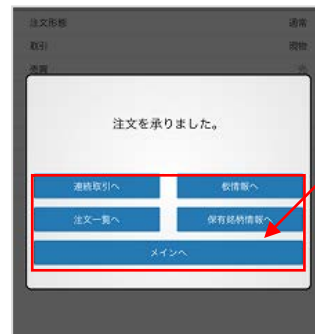 注文形態 通常
取引 現物
売買
注文を承りました。
連続取引へ 板情報へ
注文一覧へ 保有銘柄情報へ
メインへ